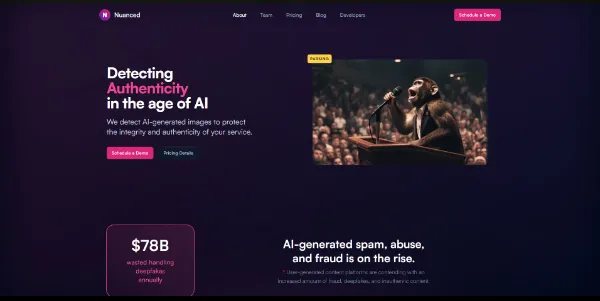 N Nuanced
About Team Pricing Blog Developers
Schedule a Demo
Detecting
Authenticity
in the age of AI
We detect AI-generated images to protect
the integrity and authenticity of your service.
Schedule a Demo
Pricing Details
$78B
wasted handling
deepfakes
annually
AI-generated spam, abuse,
and fraud is on the rise.
User-generated content platforms are contending with an
increased amount of fraud, deepfakes, and inauthentic content.